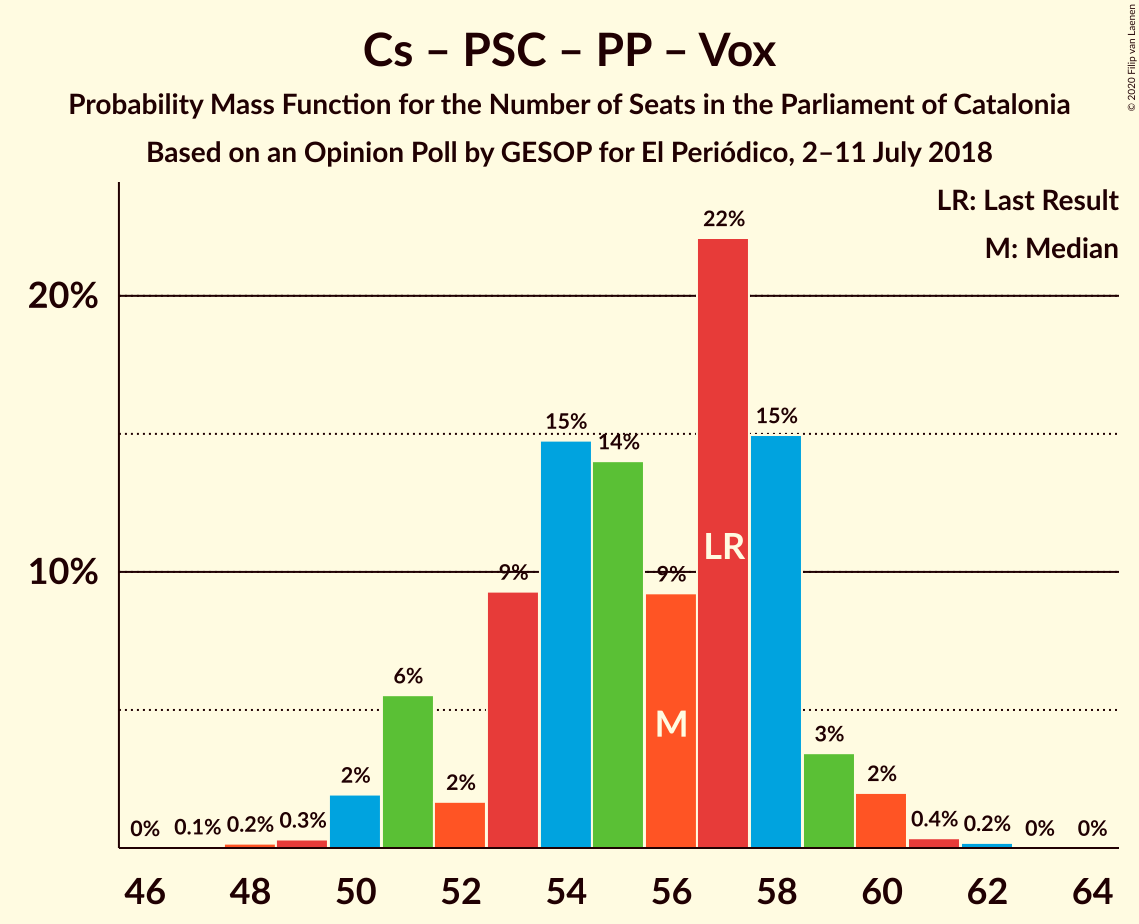 Cs – PSC – PP – Vox
Probability Mass Function for the Number of Seats in the Parliament of Catalonia
Based on an Opinion Poll by GESOP for El Periódico, 2–11 July 2018
© 2020 Filip van Laenen
LR: Last Result
M: Median
20%
10%
0%
0.1%
0.2%
0.3%
2%
6%
2%
9%
15%
14%
9%
22%
15%
3%
2%
0.4%
0.2%
0%
0%
LR
M
46 48 50 52 54 56 58 60 62 64